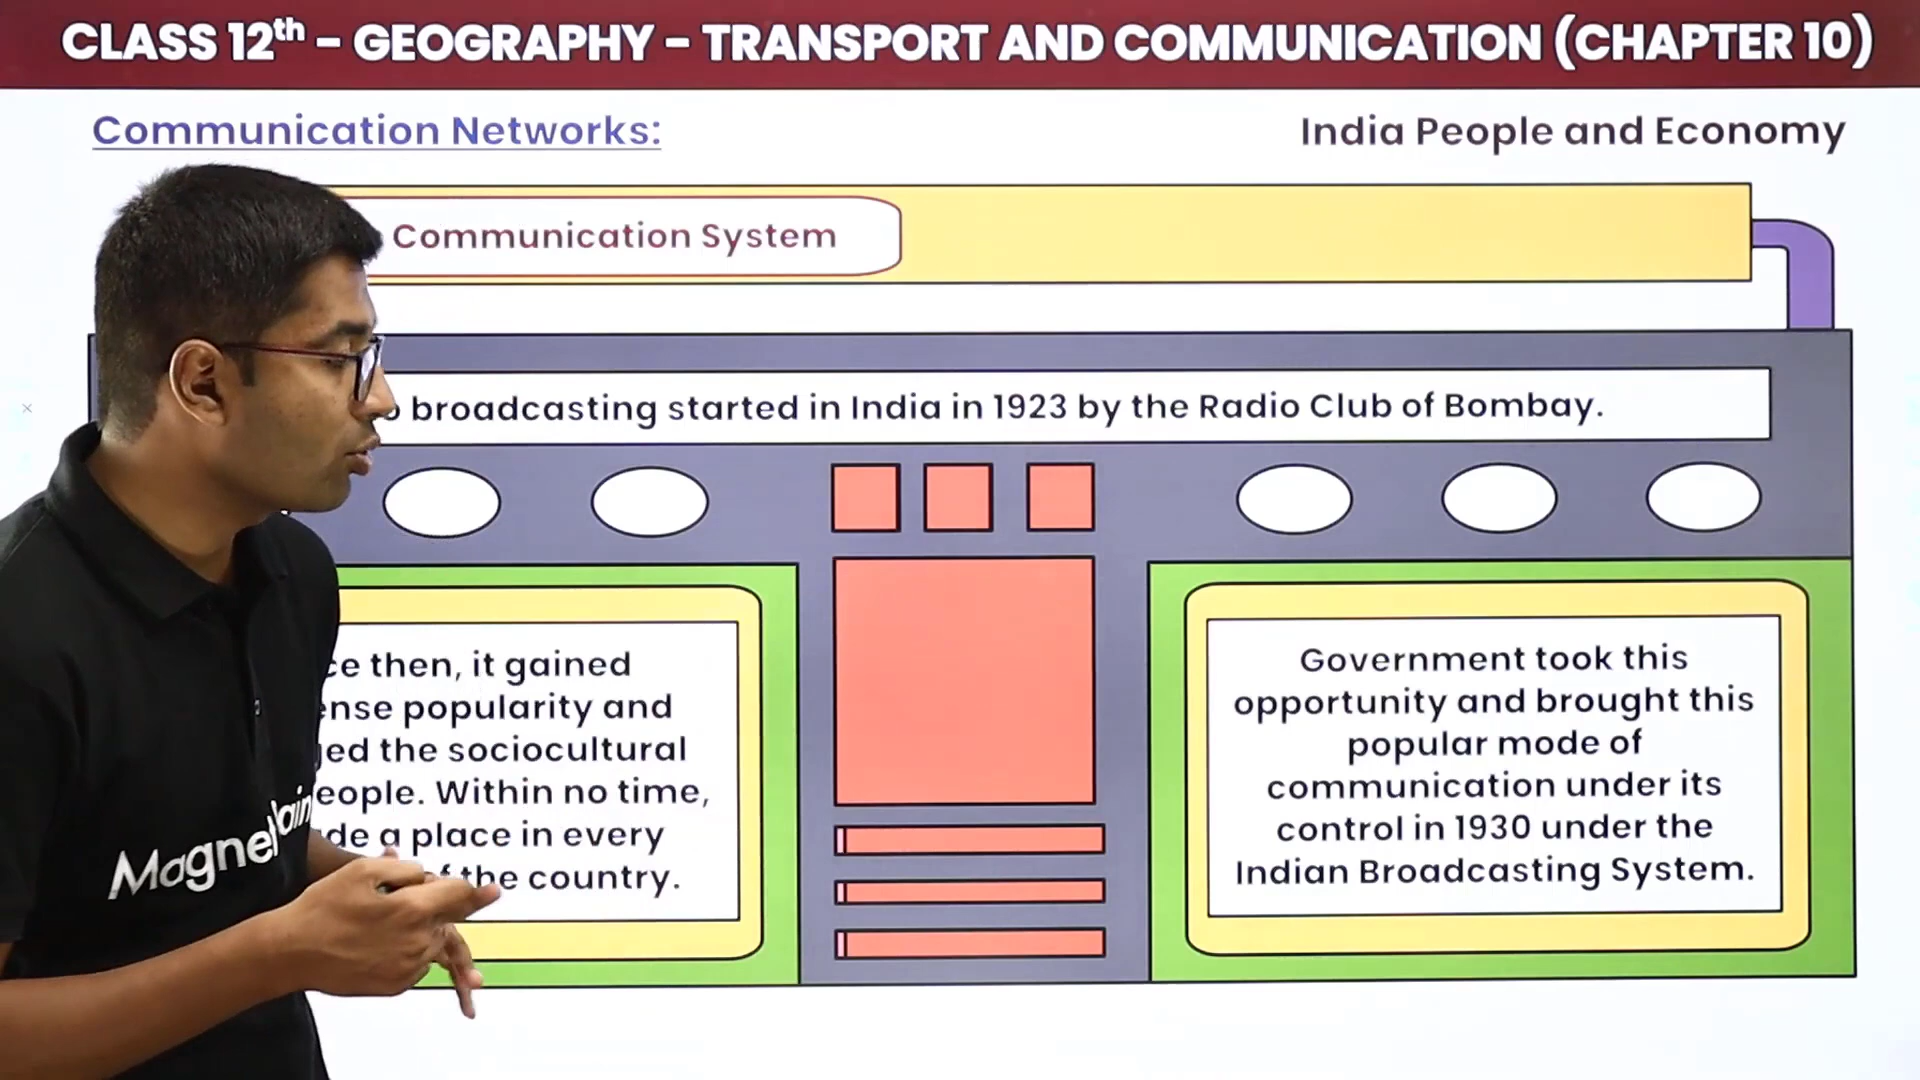 CLASS 12th - GEOGRAPHY - TRANSPORT AND COMMUNICATION (CHAPTER 10)
Communication Networks:
India People and Economy
Communication System
broadcasting started in India in 1923 by the Radio Club of Bombay.
then, it gained
popularity and
the sociocultural
Within no time,
a place in every
the country.
Government took this
opportunity and brought this
popular mode of
communication under its
control in 1930 under the
Indian Broadcasting System.